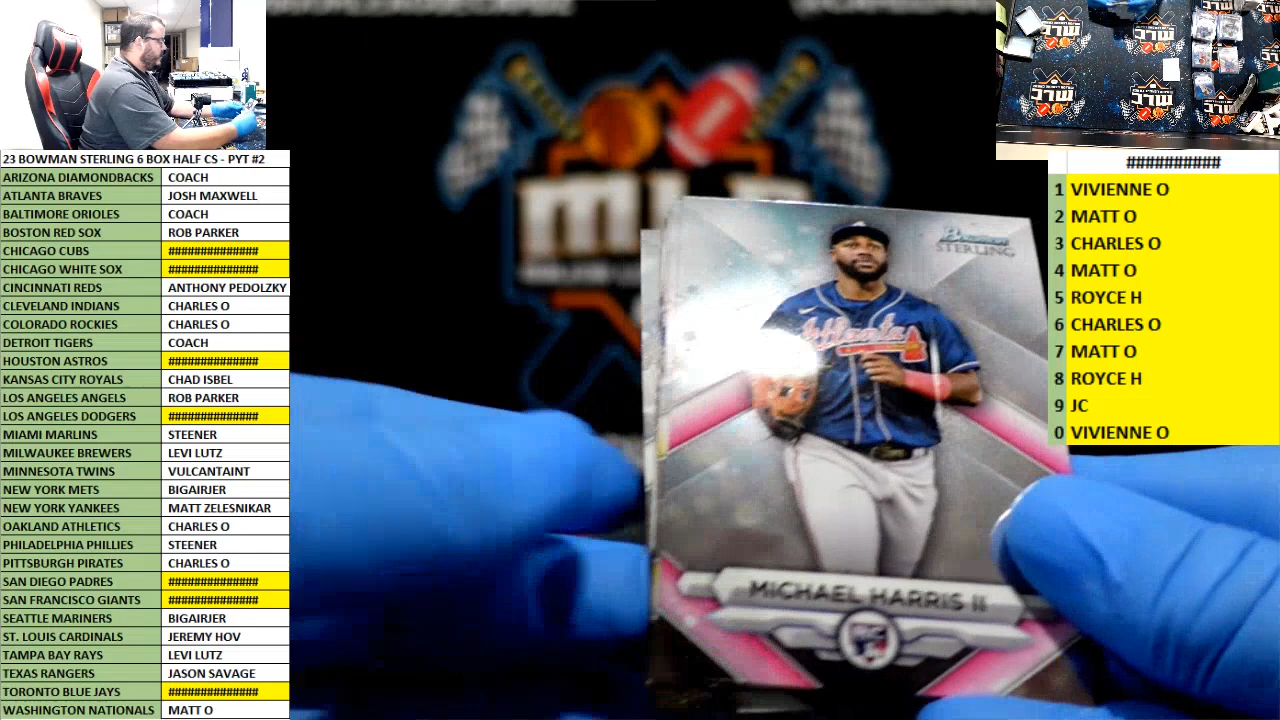 23 BOWMAN STERLING 6 BOX HALF CS - PYT #2
ARIZONA DIAMONDBACKS COACH
ATLANTA BRAVES JOSH MAXWELL
BALTIMORE ORIOLES COACH
BOSTON RED SOX ROB PARKER
CHICAGO CUBS ##############
CHICAGO WHITE SOX ##############
CINCINNATI REDS ANTHONY PEDOLZKY
CLEVELAND INDIANS CHARLES O
COLORADO ROCKIES CHARLES O
DETROIT TIGERS COACH
HOUSTON ASTROS ##############
KANSAS CITY ROYALS CHAD ISBEL
LOS ANGELES ANGELS ROB PARKER
LOS ANGELES DODGERS ##############
MIAMI MARLINS STEENER
MILWAUKEE BREWERS LEVI LUTZ
MINNESOTA TWINS VULCANTAINT
NEW YORK METS BIGAIRJER
NEW YORK YANKEES MATT ZELESNIKAR
OAKLAND ATHLETICS CHARLES O
PHILADELPHIA PHILLIES STEENER
PITTSBURGH PIRATES CHARLES O
SAN DIEGO PADRES ##############
SAN FRANCISCO GIANTS ##############
SEATTLE MARINERS BIGAIRJER
ST. LOUIS CARDINALS JEREMY HOV
TAMPA BAY RAYS LEVI LUTZ
TEXAS RANGERS JASON SAVAGE
TORONTO BLUE JAYS ##############
WASHINGTON NATIONALS MATT O
Bowman
STERLING
Atlanta
MICHAEL HARRIS II
##########
1 VIVIENNE O
2 MATT O
3 CHARLES O
4 MATT O
5 ROYCE H
6 CHARLES O
7 MATT O
8 ROYCE H
9 JC
0 VIVIENNE O